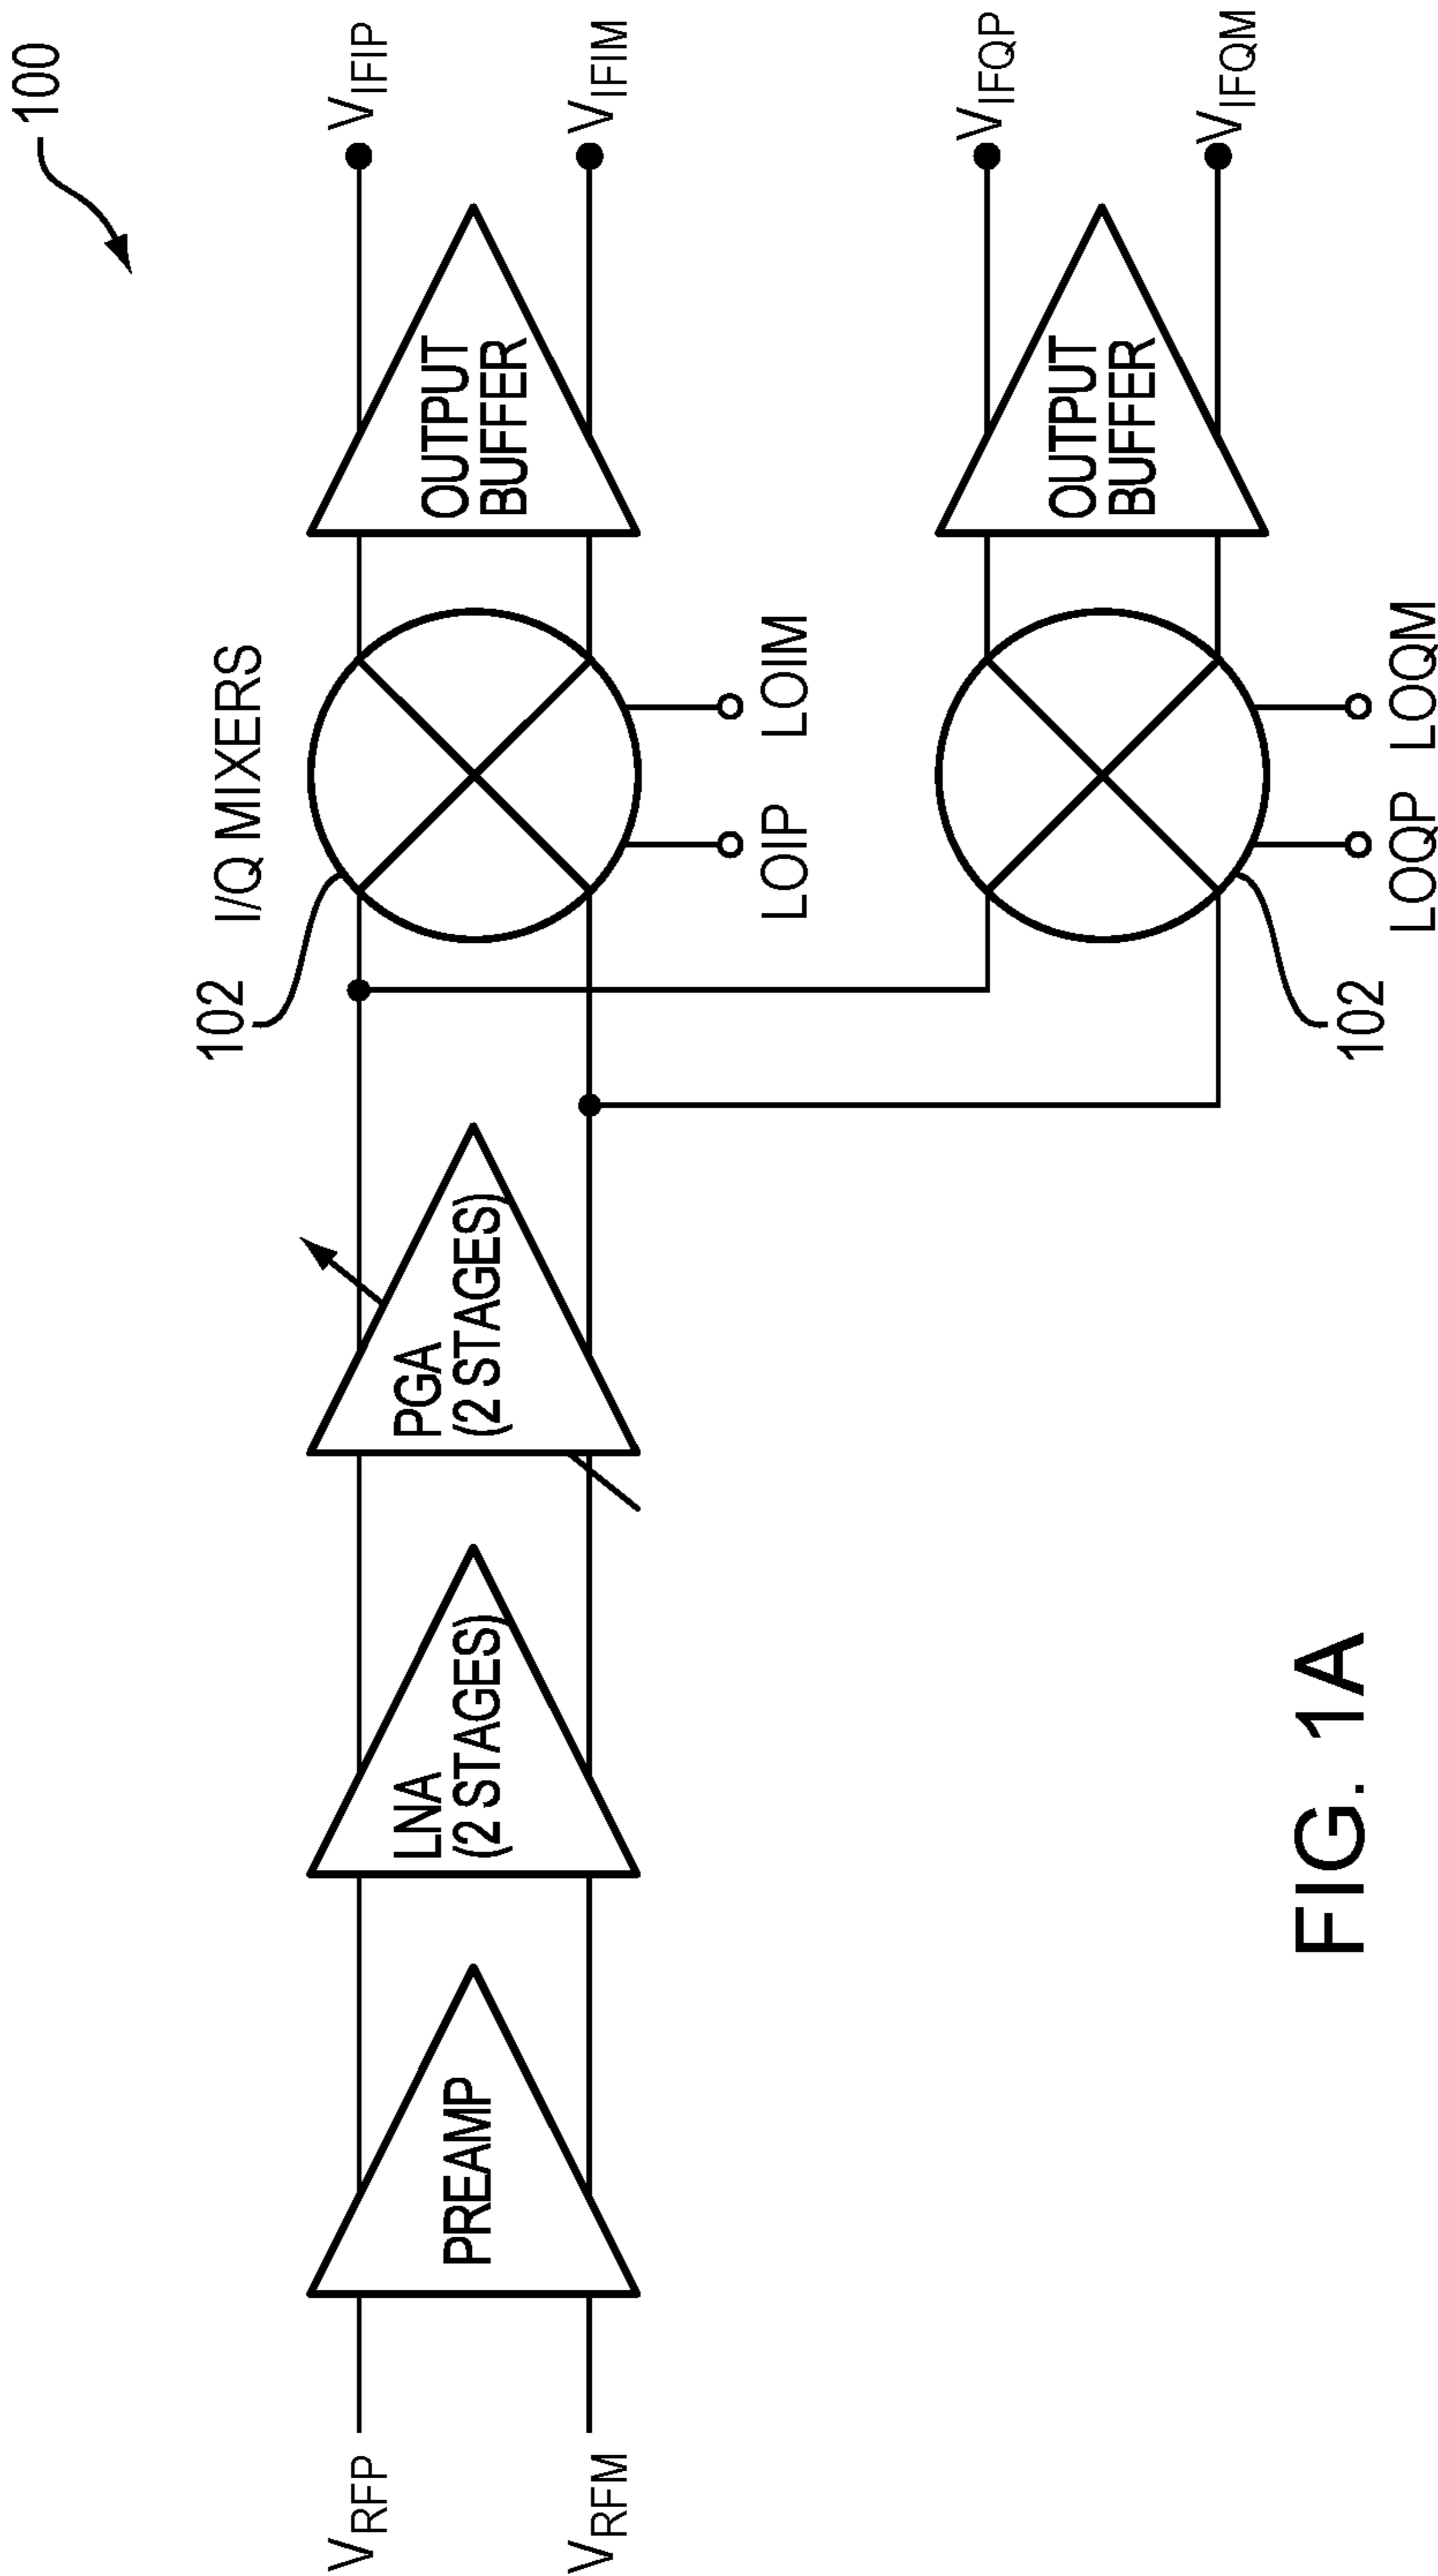 100
I/Q MIXERS
102
V_RFP
PREAMP
LNA
(2 STAGES)
PGA
(2 STAGES)
OUTPUT
BUFFER
V_IFIP
V_RFM
V_IFIM
LOIP
LOIM
OUTPUT
BUFFER
V_IFQP
V_IFQM
102
LOQP
LOQM
FIG. 1A